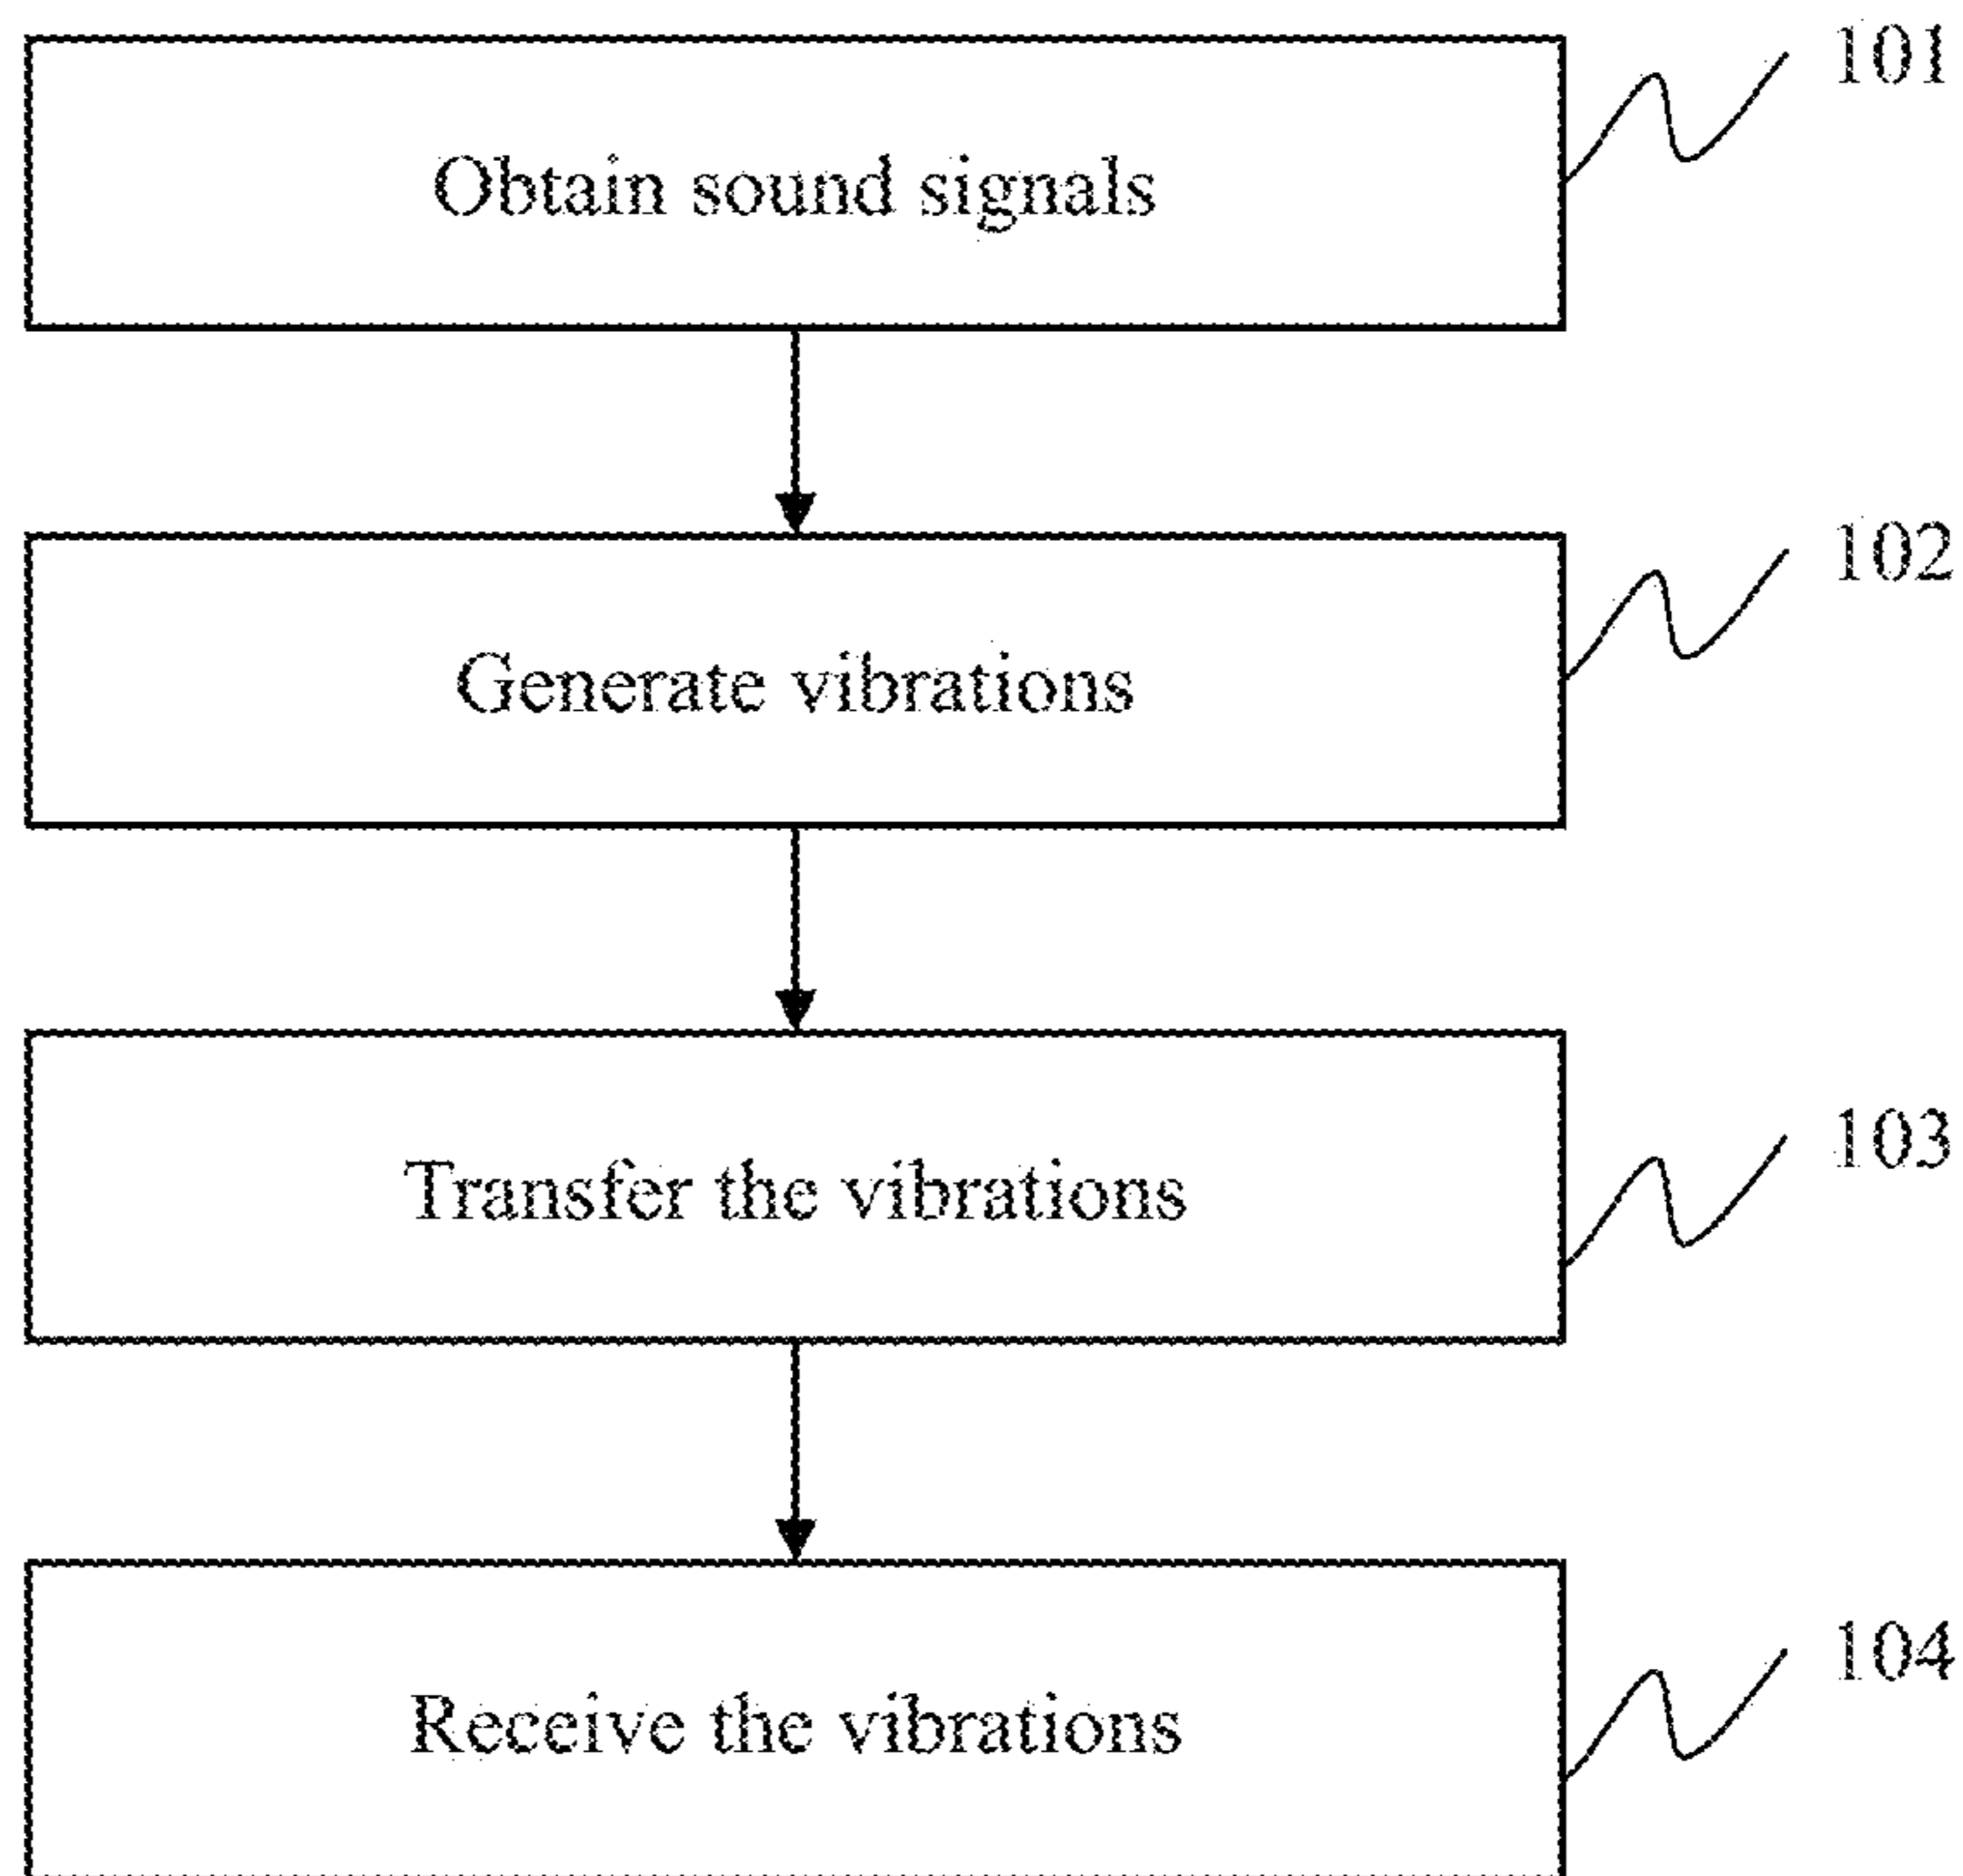 Obtain sound signals
101
Generate vibrations
102
Transfer the vibrations
103
Receive the vibrations
104